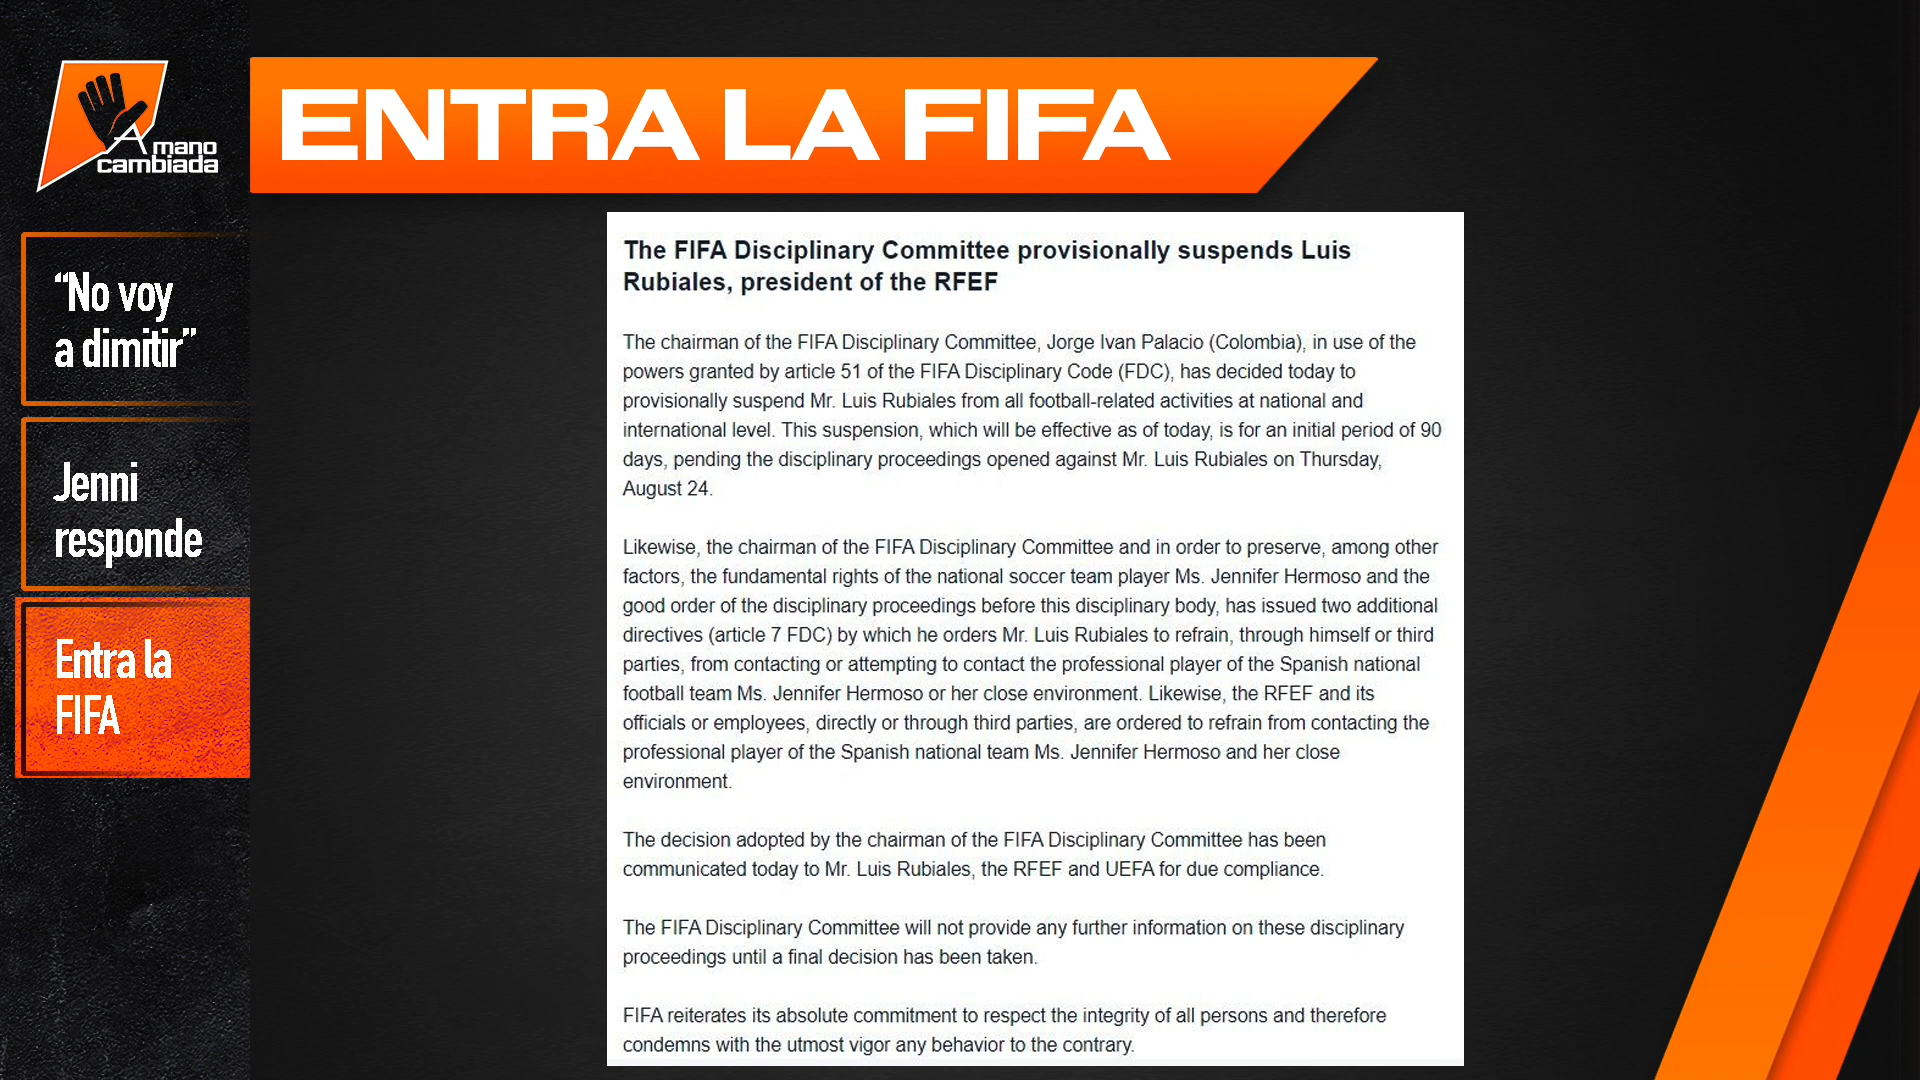 A mano
cambiada
ENTRA LA FIFA
“No voy
a dimitir”
Jenni
responde
Entra la
FIFA
The FIFA Disciplinary Committee provisionally suspends Luis
Rubiales, president of the RFEF
The chairman of the FIFA Disciplinary Committee, Jorge Ivan Palacio (Colombia), in use of the
powers granted by article 51 of the FIFA Disciplinary Code (FDC), has decided today to
provisionally suspend Mr. Luis Rubiales from all football-related activities at national and
international level. This suspension, which will be effective as of today, is for an initial period of 90
days, pending the disciplinary proceedings opened against Mr. Luis Rubiales on Thursday,
August 24.
Likewise, the chairman of the FIFA Disciplinary Committee and in order to preserve, among other
factors, the fundamental rights of the national soccer team player Ms. Jennifer Hermoso and the
good order of the disciplinary proceedings before this disciplinary body, has issued two additional
directives (article 7 FDC) by which he orders Mr. Luis Rubiales to refrain, through himself or third
parties, from contacting or attempting to contact the professional player of the Spanish national
football team Ms. Jennifer Hermoso or her close environment. Likewise, the RFEF and its
officials or employees, directly or through third parties, are ordered to refrain from contacting the
professional player of the Spanish national team Ms. Jennifer Hermoso and her close
environment.
The decision adopted by the chairman of the FIFA Disciplinary Committee has been
communicated today to Mr. Luis Rubiales, the RFEF and UEFA for due compliance.
The FIFA Disciplinary Committee will not provide any further information on these disciplinary
proceedings until a final decision has been taken.
FIFA reiterates its absolute commitment to respect the integrity of all persons and therefore
condemns with the utmost vigor any behavior to the contrary.